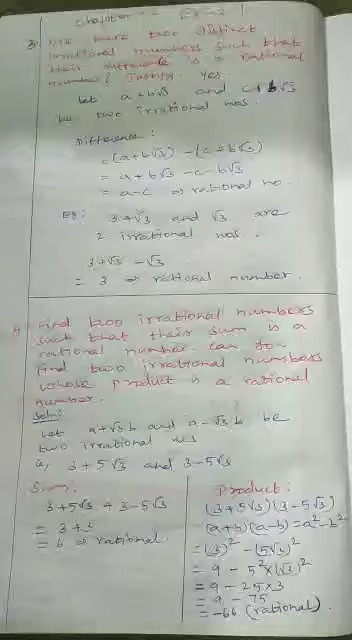 Chapter - Ex - 2
3. two distinct
irrational numbers such that
their difference is a rational
number? Justify. Yes.
Let a+b√3 and c+b√3
be two irrational nos.
Difference:
= (a+b√3) - (c+b√3)
= a+b√3 - c - b√3
= a-c ⇒ rational no.
Eg: 3+√3 and √3 are
2 irrational nos.
3+√3 - √3
= 3 ⇒ rational number.
4. Find two irrational numbers
such that their sum is a
rational number can you
find two irrational numbers
whose product is a rational
number.
Soln:
Let a+√3b and a-√3b be
two irrational nos
3+5√3 and 3-5√3
Sum:
3+5√3 + 3-5√3
= 3+3
= 6 ⇒ rational
Product:
(3+5√3)(3-5√3)
(a+b)(a-b) = a²-b²
= (3)² - (5√3)²
= 9 - 5²×(√3)²
= 9 - 25×3
= 9 - 75
= -66 (rational).